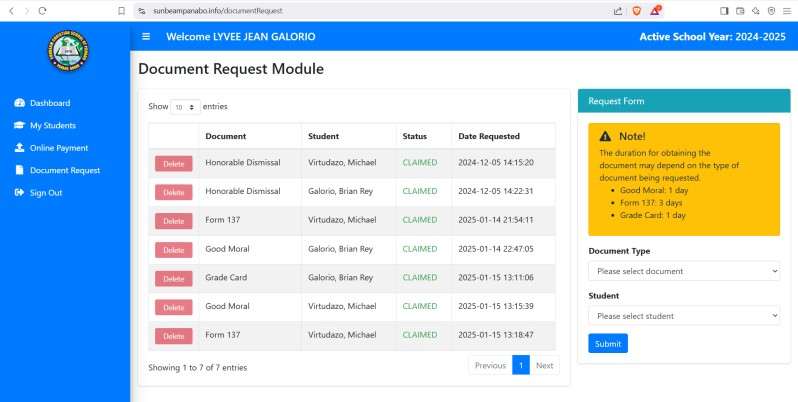 sunbeampanabo.info/documentRequest
Welcome LYVEE JEAN GALORIO
Active School Year: 2024-2025
Dashboard
My Students
Online Payment
Document Request
Sign Out
Document Request Module
Show 10 entries
Document Student Status Date Requested
Delete Honorable Dismissal Virtudazo, Michael CLAIMED 2024-12-05 14:15:20
Delete Honorable Dismissal Galorio, Brian Rey CLAIMED 2024-12-05 14:22:31
Delete Form 137 Virtudazo, Michael CLAIMED 2025-01-14 21:54:11
Delete Good Moral Galorio, Brian Rey CLAIMED 2025-01-14 22:47:05
Delete Grade Card Galorio, Brian Rey CLAIMED 2025-01-15 13:11:06
Delete Good Moral Virtudazo, Michael CLAIMED 2025-01-15 13:15:39
Delete Form 137 Virtudazo, Michael CLAIMED 2025-01-15 13:18:47
Showing 1 to 7 of 7 entries
Previous 1 Next
Request Form
Note!
The duration for obtaining the
document may depend on the type of
document being requested.
• Good Moral: 1 day
• Form 137: 3 days
• Grade Card: 1 day
Document Type
Please select document
Student
Please select student
Submit